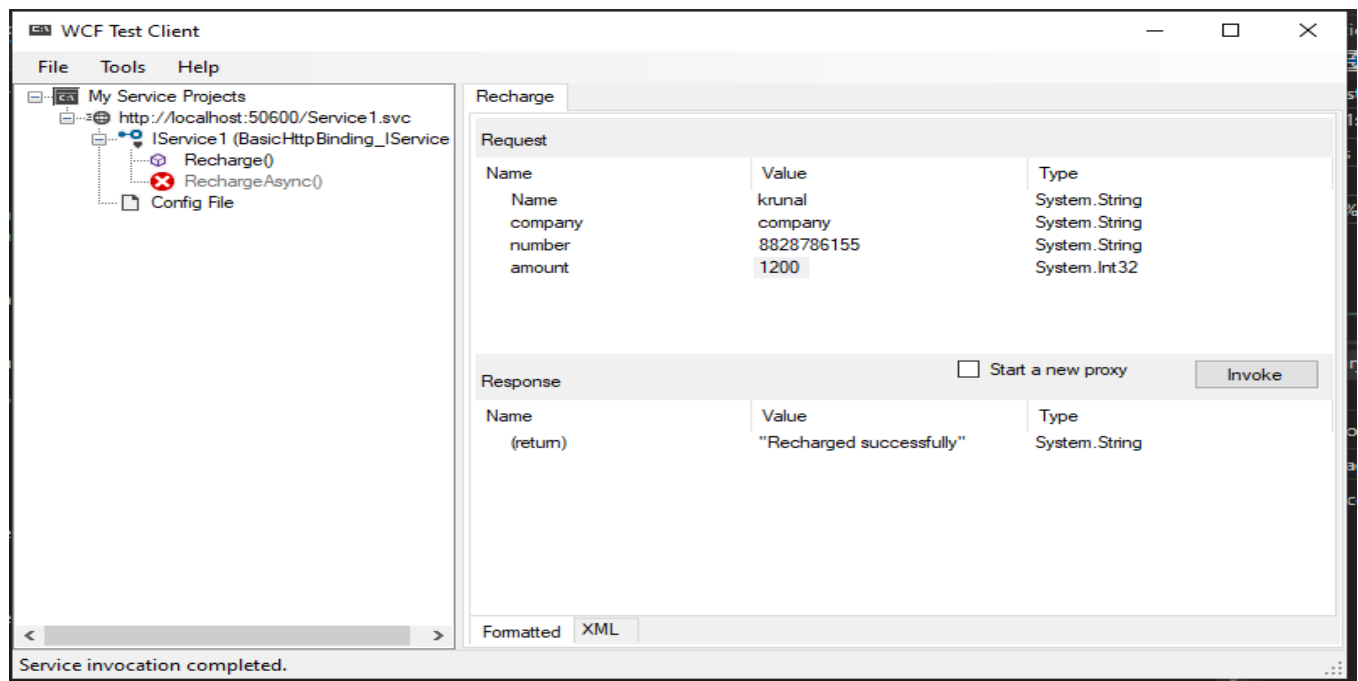 WCF Test Client
File Tools Help
My Service Projects
http://localhost:50600/Service1.svc
IService1 (BasicHttpBinding_IService
Recharge()
RechargeAsync()
Config File
Recharge
Request
Name Value Type
Name krunal System.String
company company System.String
number 8828786155 System.String
amount 1200 System.Int32
Response Start a new proxy Invoke
Name Value Type
(return) "Recharged successfully" System.String
Formatted XML
Service invocation completed.